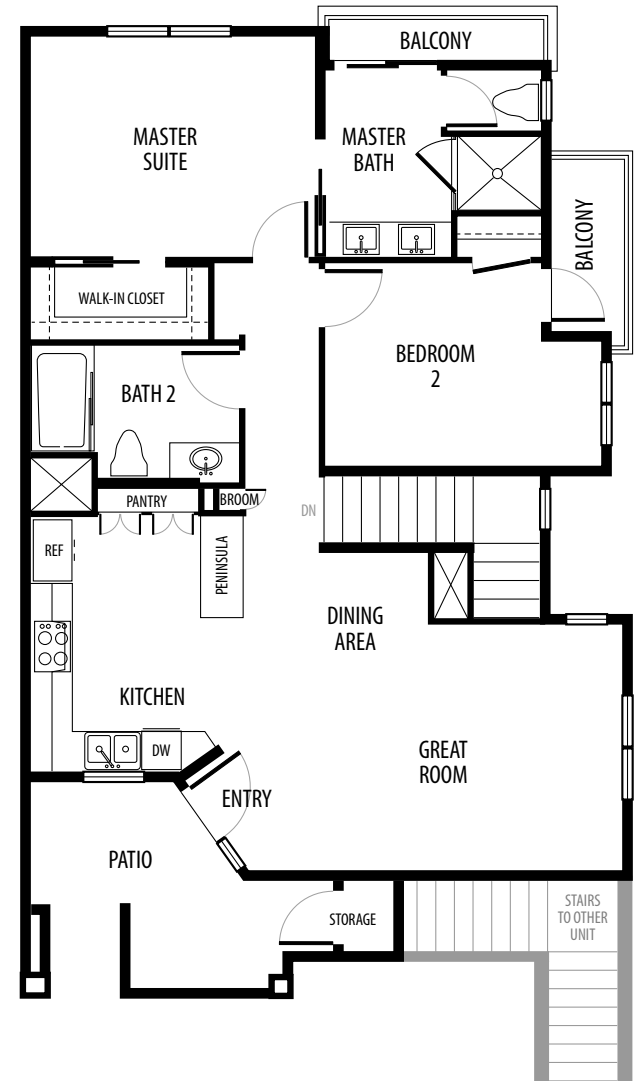 BALCONY
MASTER
SUITE
MASTER
BATH
BALCONY
WALK-IN CLOSET
BEDROOM
2
BATH 2
PANTRY
BROOM
DN
REF
PENINSULA
DINING
AREA
KITCHEN
DW
GREAT
ROOM
ENTRY
PATIO
STORAGE
STAIRS
TO OTHER
UNIT